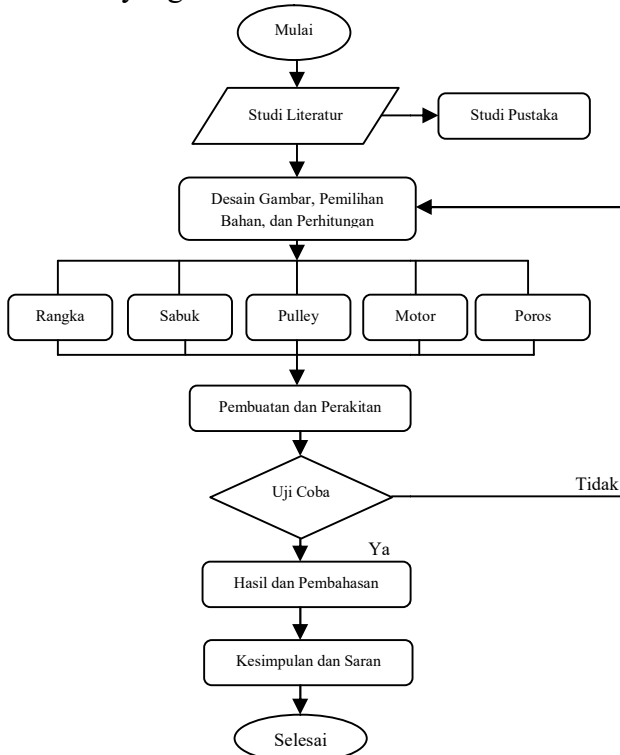 Mulai
Studi Literatur
Studi Pustaka
Desain Gambar, Pemilihan
Bahan, dan Perhitungan
Rangka
Sabuk
Pulley
Motor
Poros
Pembuatan dan Perakitan
Uji Coba
Tidak
Ya
Hasil dan Pembahasan
Kesimpulan dan Saran
Selesai